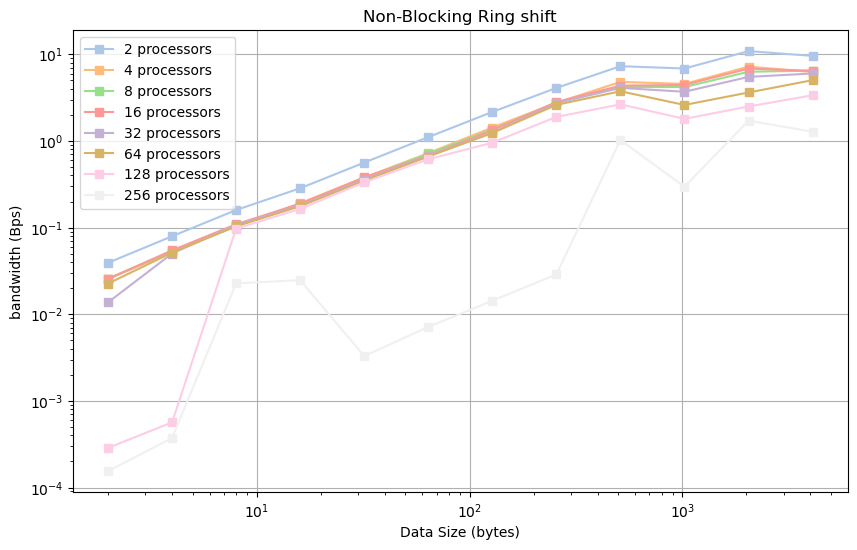 Non-Blocking Ring shift
2 processors
4 processors
8 processors
16 processors
32 processors
64 processors
128 processors
256 processors
bandwidth (Bps)
10¹
10⁰
10⁻¹
10⁻²
10⁻³
10⁻⁴
10¹ 10² 10³
Data Size (bytes)